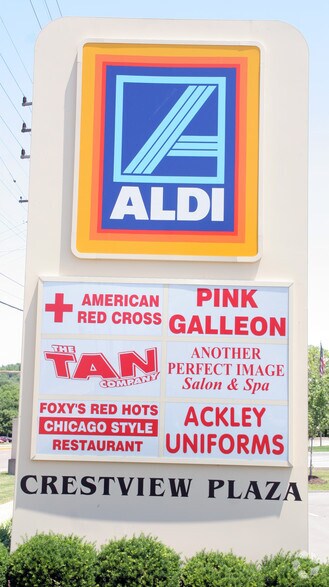 ALDI
AMERICAN
RED CROSS
PINK
GALLEON
THE
TAN
COMPANY
ANOTHER
PERFECT IMAGE
Salon & Spa
FOXY'S RED HOTS
CHICAGO STYLE
RESTAURANT
ACKLEY
UNIFORMS
CRESTVIEW PLAZA